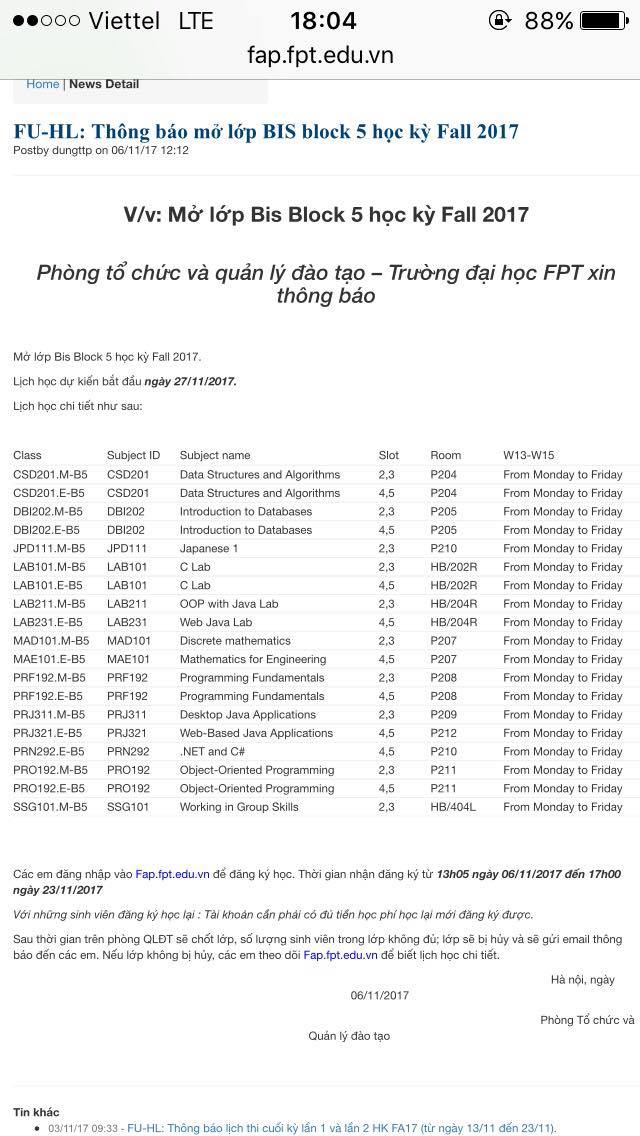 Viettel LTE 18:04 88%
fap.fpt.edu.vn
Home | News Detail
FU-HL: Thông báo mở lớp BIS block 5 học kỳ Fall 2017
Postby dungttp on 06/11/17 12:12
V/v: Mở lớp Bis Block 5 học kỳ Fall 2017
Phòng tổ chức và quản lý đào tạo – Trường đại học FPT xin
thông báo
Mở lớp Bis Block 5 học kỳ Fall 2017.
Lịch học dự kiến bắt đầu ngày 27/11/2017.
Lịch học chi tiết như sau:
Class Subject ID Subject name Slot Room W13-W15
CSD201.M-B5 CSD201 Data Structures and Algorithms 2,3 P204 From Monday to Friday
CSD201.E-B5 CSD201 Data Structures and Algorithms 4,5 P204 From Monday to Friday
DBI202.M-B5 DBI202 Introduction to Databases 2,3 P205 From Monday to Friday
DBI202.E-B5 DBI202 Introduction to Databases 4,5 P205 From Monday to Friday
JPD111.M-B5 JPD111 Japanese 1 2,3 P210 From Monday to Friday
LAB101.M-B5 LAB101 C Lab 2,3 HB/202R From Monday to Friday
LAB101.E-B5 LAB101 C Lab 4,5 HB/202R From Monday to Friday
LAB211.M-B5 LAB211 OOP with Java Lab 2,3 HB/204R From Monday to Friday
LAB231.E-B5 LAB231 Web Java Lab 4,5 HB/204R From Monday to Friday
MAD101.M-B5 MAD101 Discrete mathematics 2,3 P207 From Monday to Friday
MAE101.E-B5 MAE101 Mathematics for Engineering 4,5 P207 From Monday to Friday
PRF192.M-B5 PRF192 Programming Fundamentals 2,3 P208 From Monday to Friday
PRF192.E-B5 PRF192 Programming Fundamentals 4,5 P208 From Monday to Friday
PRJ311.M-B5 PRJ311 Desktop Java Applications 2,3 P209 From Monday to Friday
PRJ321.E-B5 PRJ321 Web-Based Java Applications 4,5 P212 From Monday to Friday
PRN292.E-B5 PRN292 .NET and C# 4,5 P210 From Monday to Friday
PRO192.M-B5 PRO192 Object-Oriented Programming 2,3 P211 From Monday to Friday
PRO192.E-B5 PRO192 Object-Oriented Programming 4,5 P211 From Monday to Friday
SSG101.M-B5 SSG101 Working in Group Skills 2,3 HB/404L From Monday to Friday
Các em đăng nhập vào Fap.fpt.edu.vn để đăng ký học. Thời gian nhận đăng ký từ 13h05 ngày 06/11/2017 đến 17h00
ngày 23/11/2017
Với những sinh viên đăng ký học lại : Tài khoản cần phải có đủ tiền học phí học lại mới đăng ký được.
Sau thời gian trên phòng QLĐT sẽ chốt lớp, số lượng sinh viên trong lớp không đủ; lớp sẽ bị hủy và sẽ gửi email thông
báo đến các em. Nếu lớp không bị hủy, các em theo dõi Fap.fpt.edu.vn để biết lịch học chi tiết.
Hà nội, ngày
06/11/2017
Phòng Tổ chức và
Quản lý đào tạo
Tin khác
03/11/17 09:33 - FU-HL: Thông báo lịch thi cuối kỳ lần 1 và lần 2 HK FA17 (từ ngày 13/11 đến 23/11).